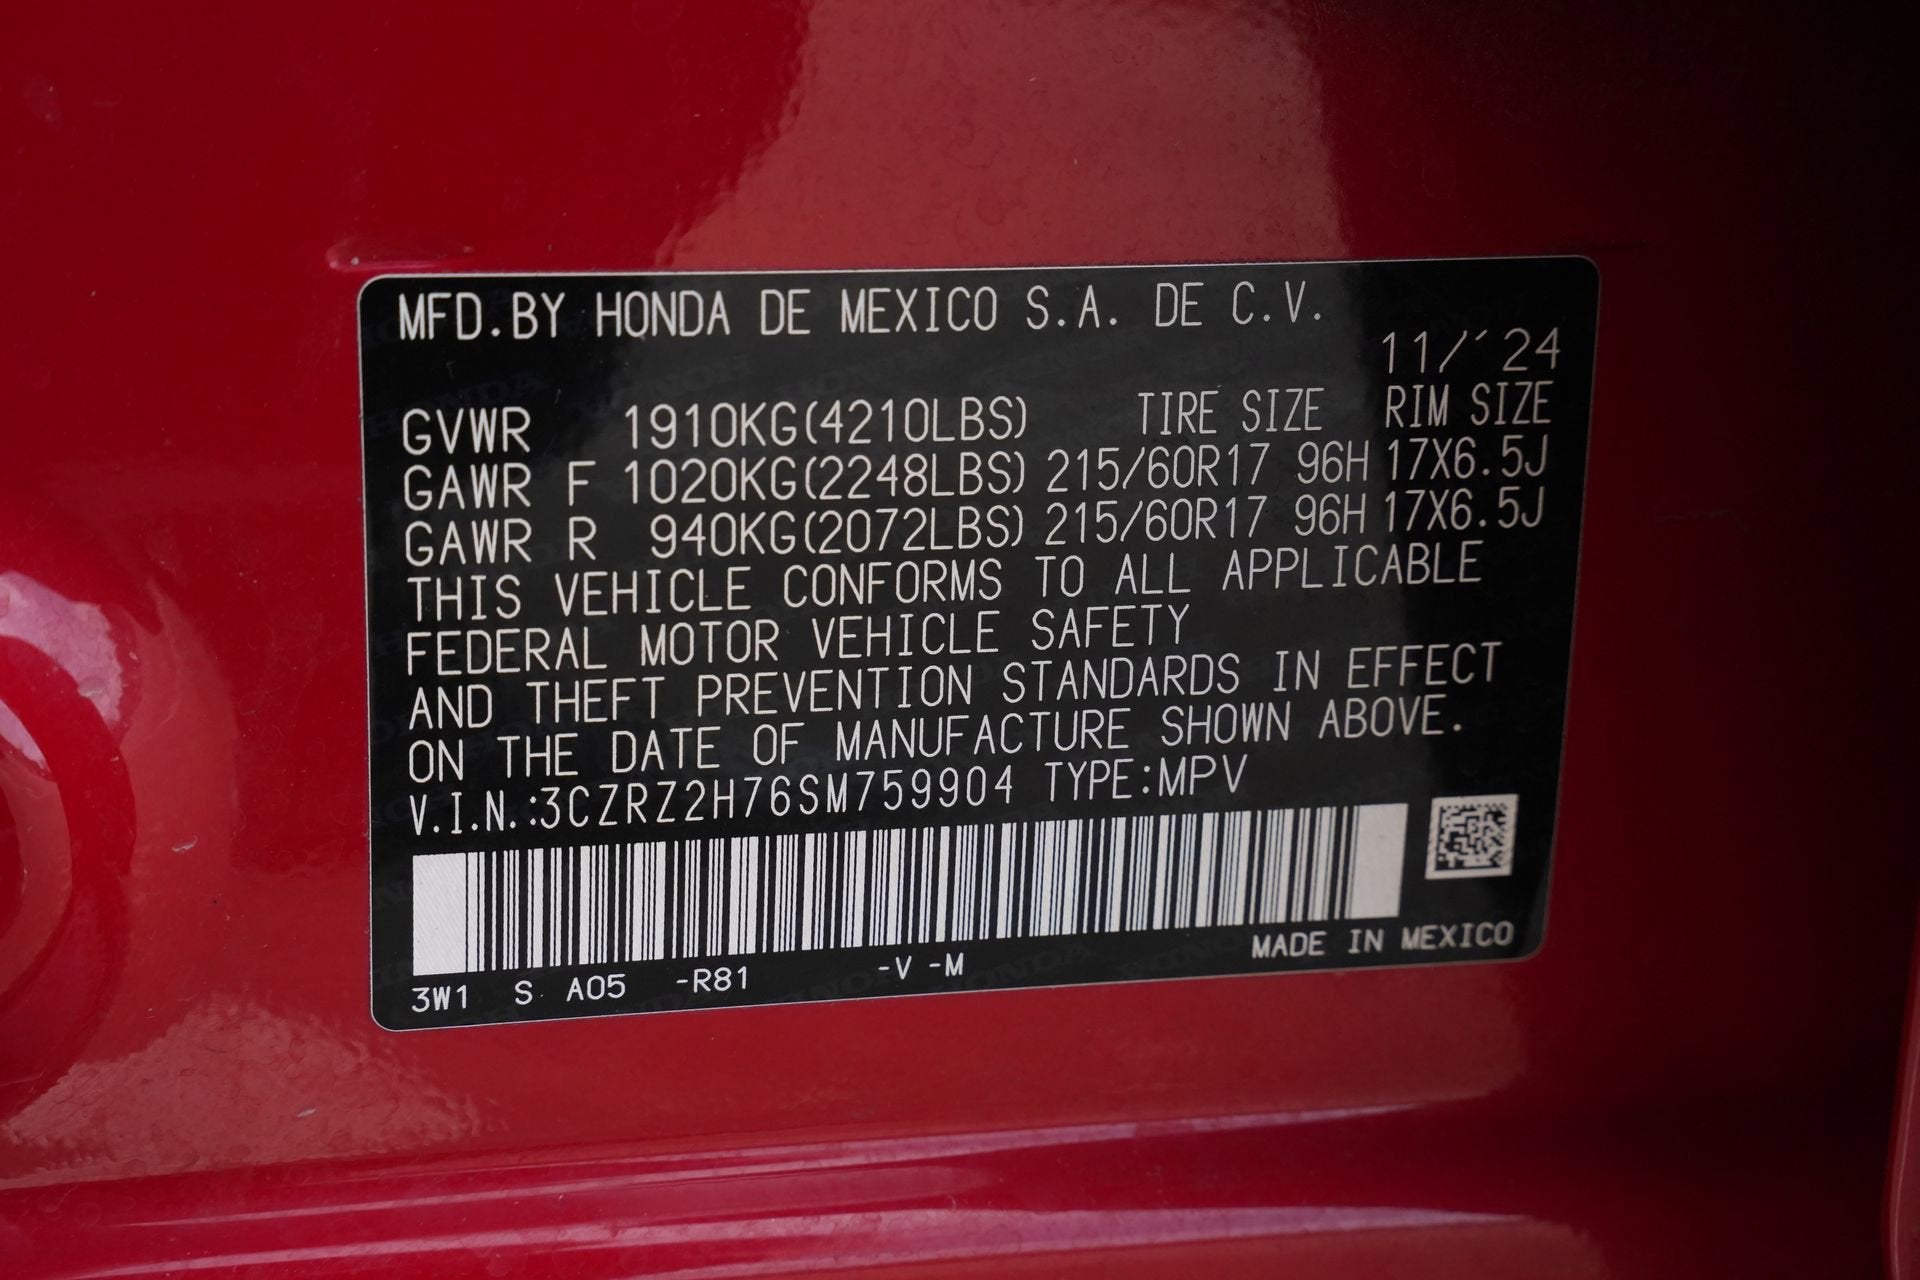 MFD.BY HONDA DE MEXICO S.A. DE C.V.
11/´24
GVWR 1910KG(4210LBS) TIRE SIZE RIM SIZE
GAWR F 1020KG(2248LBS) 215/60R17 96H 17X6.5J
GAWR R 940KG(2072LBS) 215/60R17 96H 17X6.5J
THIS VEHICLE CONFORMS TO ALL APPLICABLE
FEDERAL MOTOR VEHICLE SAFETY
AND THEFT PREVENTION STANDARDS IN EFFECT
ON THE DATE OF MANUFACTURE SHOWN ABOVE.
V.I.N.:3CZRZ2H76SM759904 TYPE:MPV
MADE IN MEXICO
3W1 S A05 -R81 -V -M